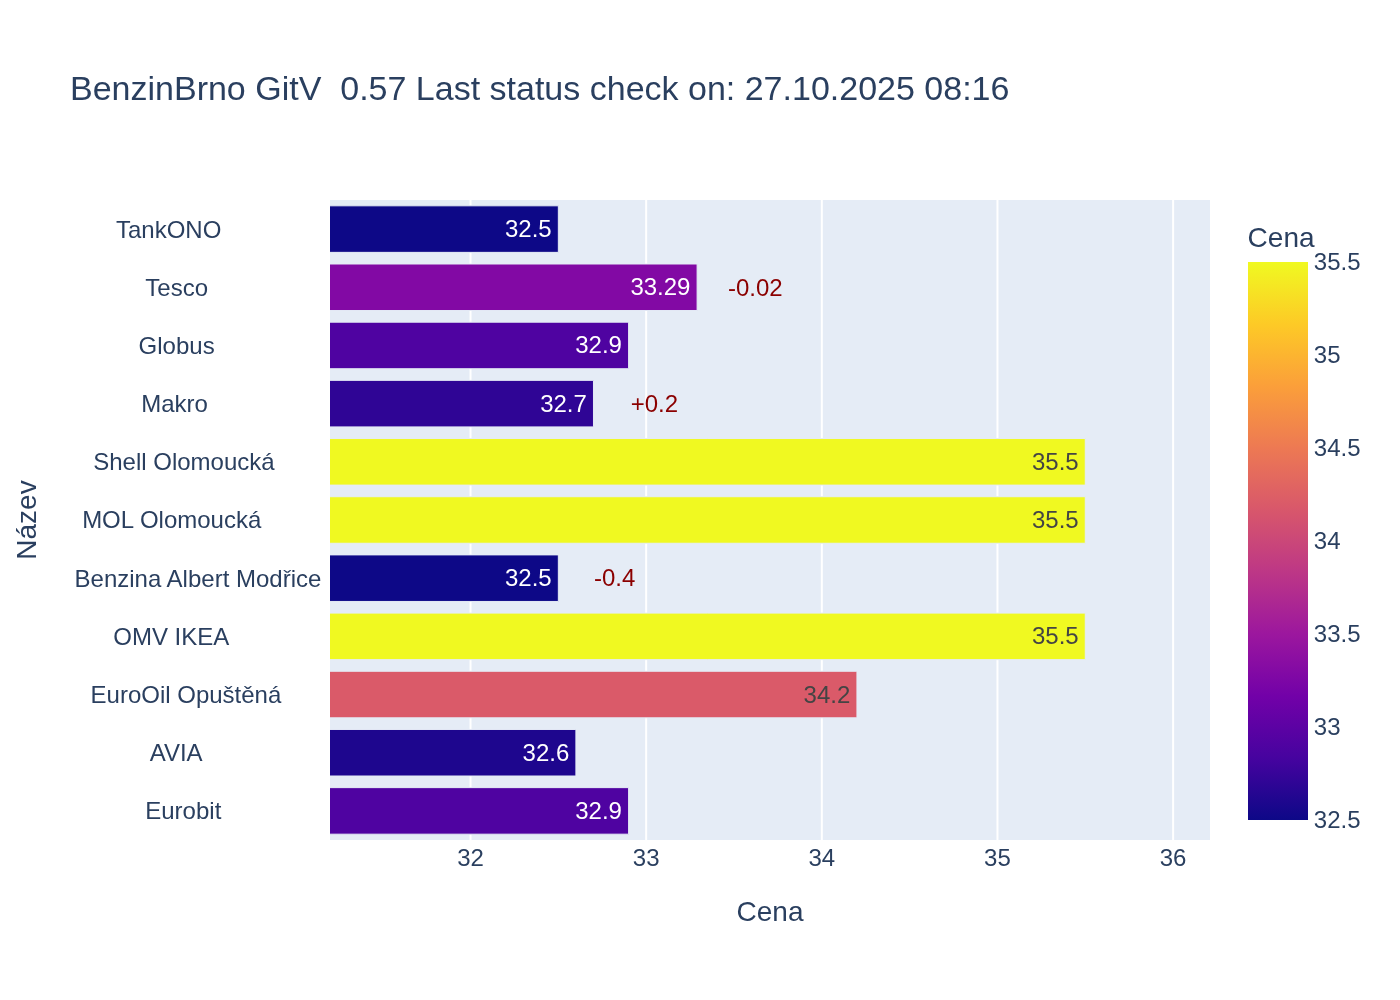 BenzinBrno GitV  0.57 Last status check on: 27.10.2025 08:16
Název
TankONO 32.5
Tesco 33.29 -0.02
Globus 32.9
Makro 32.7 +0.2
Shell Olomoucká 35.5
MOL Olomoucká 35.5
Benzina Albert Modřice 32.5 -0.4
OMV IKEA 35.5
EuroOil Opuštěná 34.2
AVIA 32.6
Eurobit 32.9
32 33 34 35 36
Cena
Cena
35.5
35
34.5
34
33.5
33
32.5